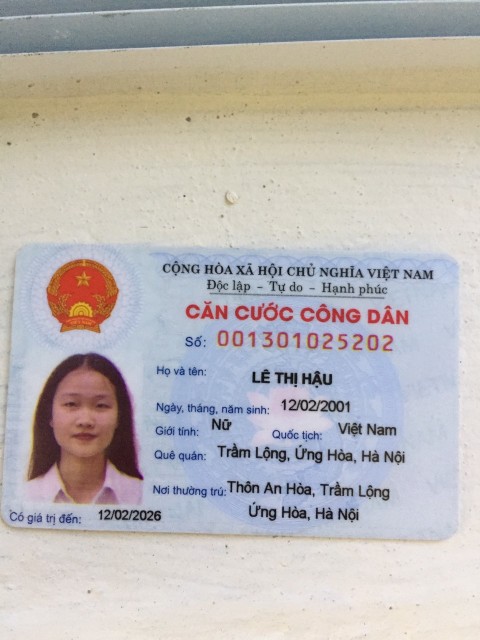 CỘNG HÒA XÃ HỘI CHỦ NGHĨA VIỆT NAM
Độc lập - Tự do - Hạnh phúc
CĂN CƯỚC CÔNG DÂN
Số: 001301025202
Họ và tên: LÊ THỊ HẬU
Ngày, tháng, năm sinh: 12/02/2001
Giới tính: Nữ Quốc tịch: Việt Nam
Quê quán: Trầm Lộng, Ứng Hòa, Hà Nội
Nơi thường trú: Thôn An Hòa, Trầm Lộng
Ứng Hòa, Hà Nội
Có giá trị đến: 12/02/2026